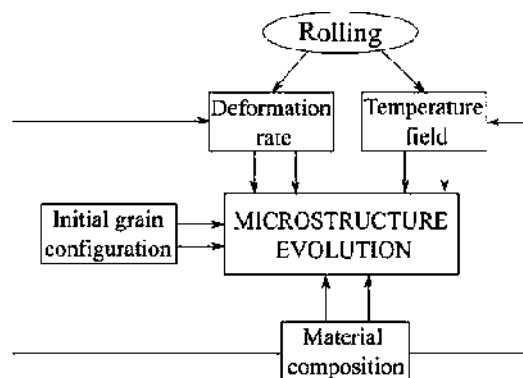 Rolling
Deformation
rate
Temperature
field
Initial grain
configuration
MICROSTRUCTURE
EVOLUTION
Material
composition